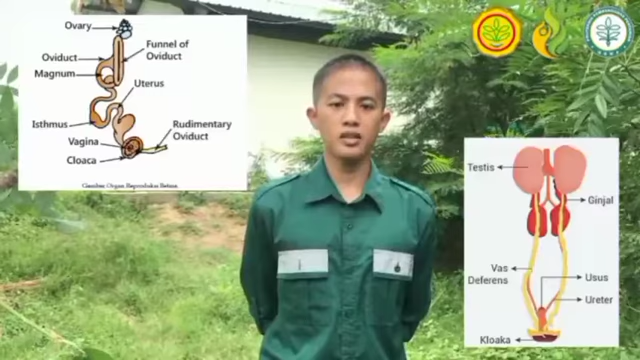 Ovary
Funnel of
Oviduct
Oviduct
Magnum
Uterus
Isthmus
Rudimentary
Oviduct
Vagina
Cloaca
Gambar Organ Reproduksi Betina.
Testis
Ginjal
Vas
Deferens
Usus
Ureter
Kloaka